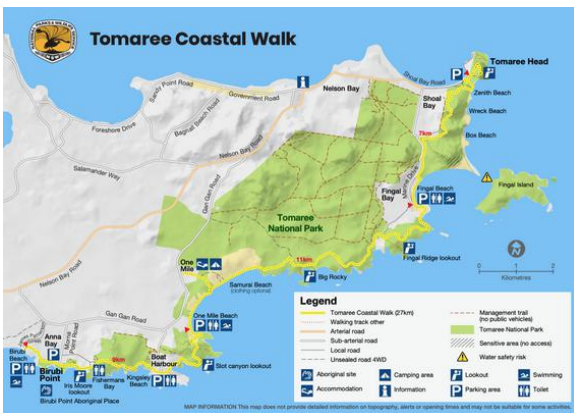 Tomaree Coastal Walk
Tomaree Head
Shoal Bay Road
Nelson Bay
Sandy Point Road
Government Road
Zenith Beach
Shoal
Bay
Wreck Beach
Foreshore Drive
Bagnall Beach Road
7km
Box Beach
Nelson Bay Road
Salamander Way
Gan Gan Road
Marine Drive
Fingal Beach
Fingal Island
Fingal
Bay
Tomaree
National Park
One
Mile
11km
Fingal Ridge lookout
Big Rocky
Samurai Beach
(clothing optional)
Nelson Bay Road
0 1 2
Kilometres
Gan Gan Road
One Mile Beach
Anna
Bay
Morna Point Road
Birubi
Beach
Birubi
Point
9km
Boat
Harbour
Slot canyon lookout
Iris Moore
lookout
Fishermans
Bay
Kingsley
Beach
Birubi Point Aboriginal Place
Legend
Tomaree Coastal Walk (27km)
Walking track other
Arterial road
Sub-arterial road
Local road
Unsealed road 4WD
Management trail
(no public vehicles)
Tomaree National Park
Sensitive area (no access)
Water safety risk
Aboriginal site
Camping area
Lookout
Swimming
Accommodation
Information
Parking area
Toilet
MAP INFORMATION This map does not provide detailed information on topography, alerts or opening times and may not be suitable for some activities.